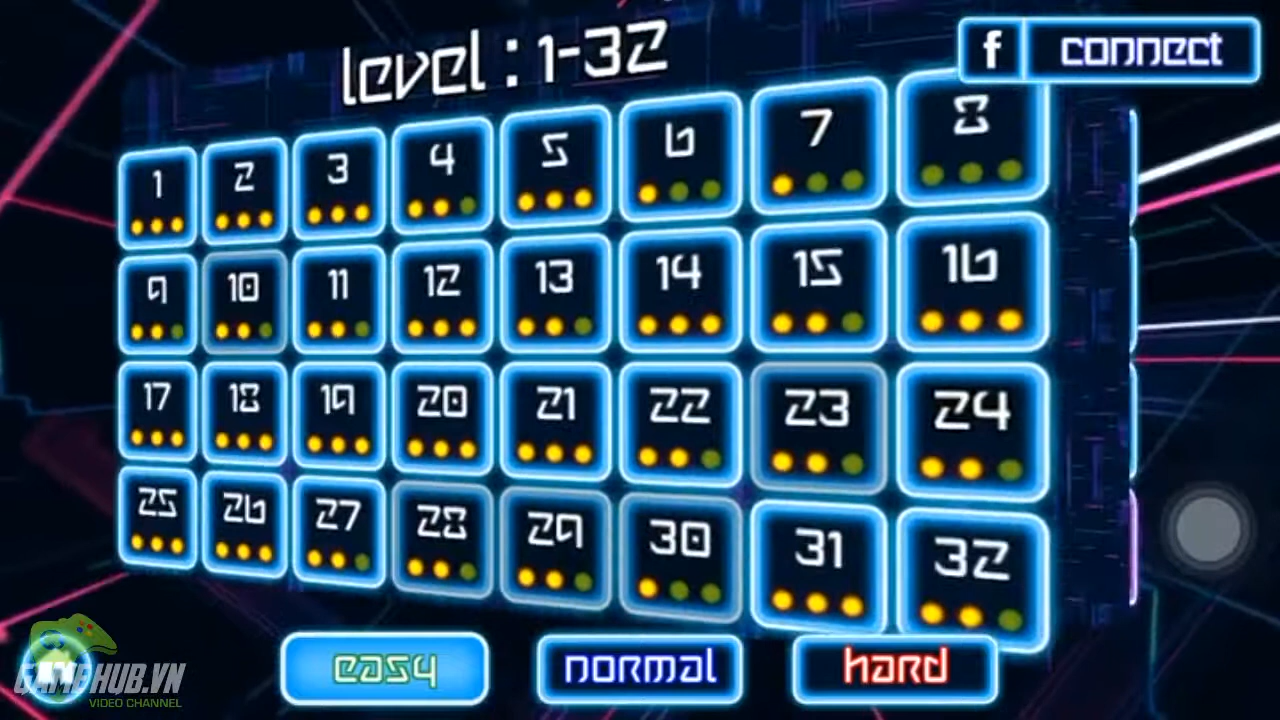 level : 1-32
f connect
1 2 3 4 5 6 7 8
9 10 11 12 13 14 15 16
17 18 19 20 21 22 23 24
25 26 27 28 29 30 31 32
easy normal hard
GAMEHUB.VN
VIDEO CHANNEL